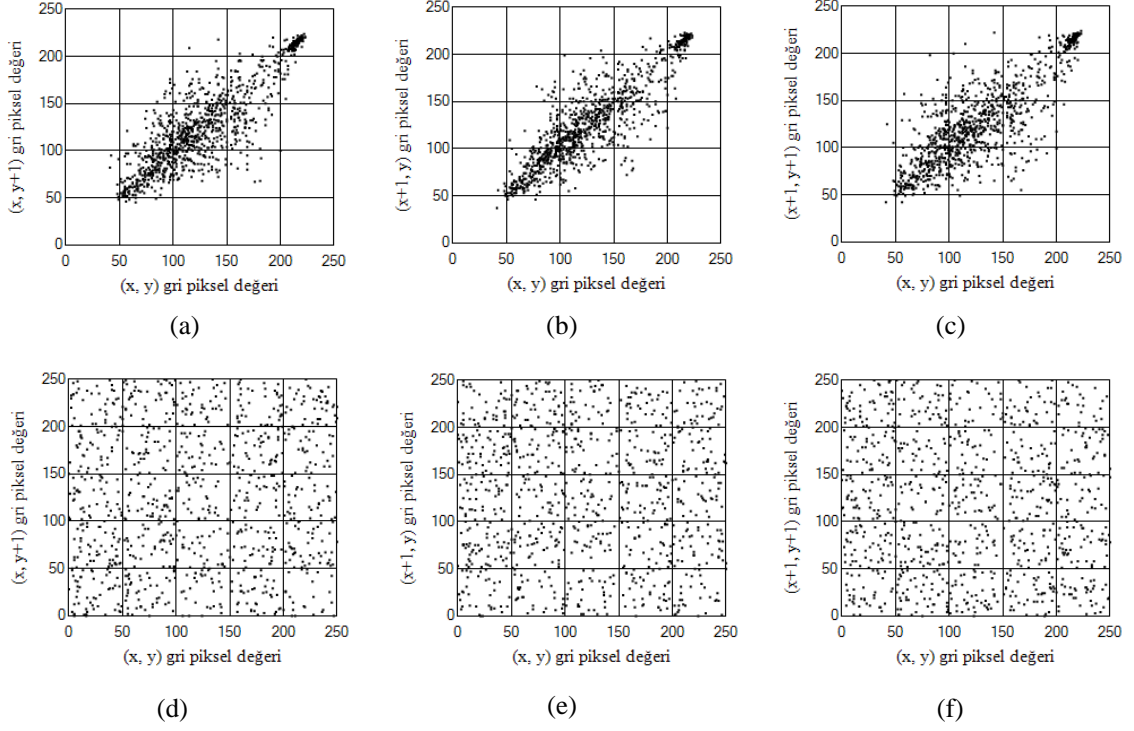 250
200
150
100
50
0
(x, y+1) gri piksel değeri
0 50 100 150 200 250
(x, y) gri piksel değeri
(a)
250
200
150
100
50
0
(x+1, y) gri piksel değeri
0 50 100 150 200 250
(x, y) gri piksel değeri
(b)
250
200
150
100
50
0
(x+1, y+1) gri piksel değeri
0 50 100 150 200 250
(x, y) gri piksel değeri
(c)
250
200
150
100
50
0
(x, y+1) gri piksel değeri
0 50 100 150 200 250
(x, y) gri piksel değeri
(d)
250
200
150
100
50
0
(x+1, y) gri piksel değeri
0 50 100 150 200 250
(x, y) gri piksel değeri
(e)
250
200
150
100
50
0
(x+1, y+1) gri piksel değeri
0 50 100 150 200 250
(x, y) gri piksel değeri
(f)